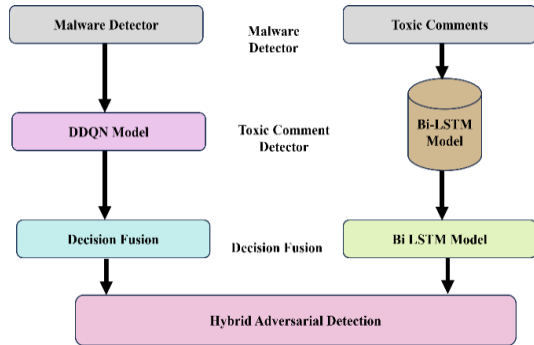 Malware Detector
Malware
Detector
Toxic Comments
DDQN Model
Toxic Comment
Detector
Bi-LSTM
Model
Decision Fusion
Decision Fusion
Bi LSTM Model
Hybrid Adversarial Detection